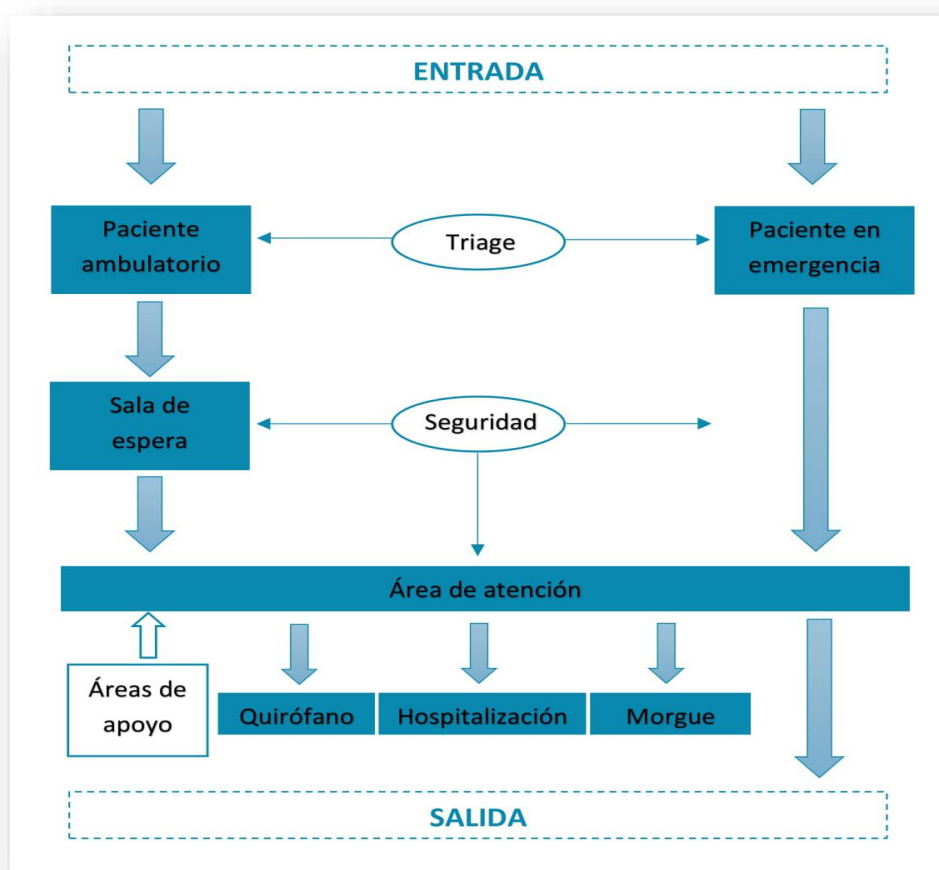 ENTRADA
Paciente
ambulatorio
Triage
Paciente en
emergencia
Sala de
espera
Seguridad
Área de atención
Áreas de
apoyo
Quirófano
Hospitalización
Morgue
SALIDA